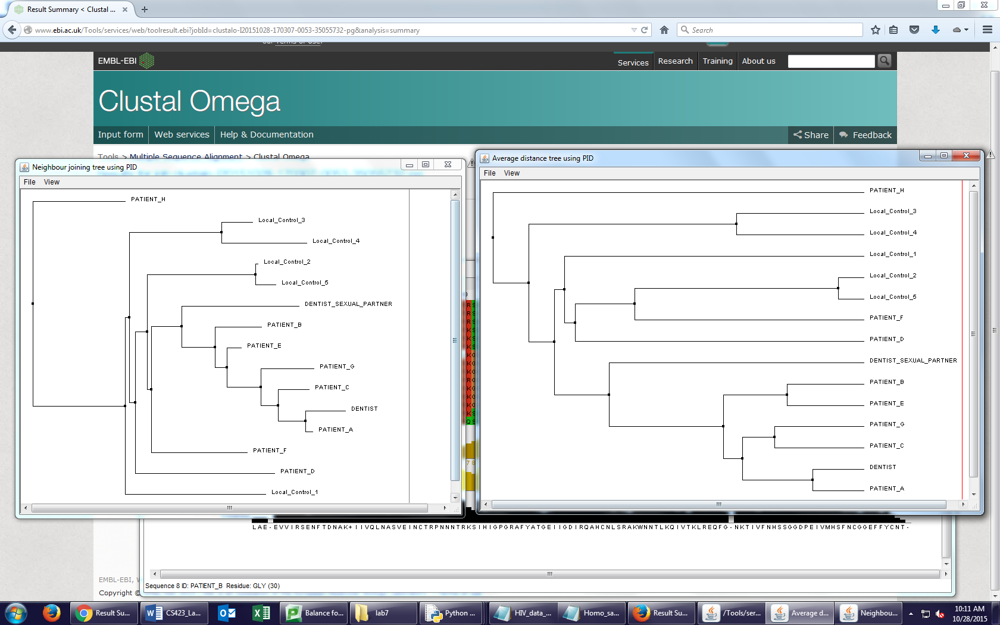 Result Summary < Clustal ...
www.ebi.ac.uk/Tools/services/web/toolresult.ebi?jobId=clustalo-I20151028-170307-0053-35055732-pg&analysis=summary
Search
our Terms of Use.
EMBL-EBI
Services
Research
Training
About us
Clustal Omega
Input form
Web services
Help & Documentation
Share
Feedback
Tools > Multiple Sequence Alignment > Clustal Omega
Neighbour joining tree using PID
File View
PATIENT_H
Local_Control_3
Local_Control_4
Local_Control_2
Local_Control_5
DENTIST_SEXUAL_PARTNER
PATIENT_B
PATIENT_E
PATIENT_G
PATIENT_C
DENTIST
PATIENT_A
PATIENT_F
PATIENT_D
Local_Control_1
Average distance tree using PID
File View
PATIENT_H
Local_Control_3
Local_Control_4
Local_Control_1
Local_Control_2
Local_Control_5
PATIENT_F
PATIENT_D
DENTIST_SEXUAL_PARTNER
PATIENT_B
PATIENT_E
PATIENT_G
PATIENT_C
DENTIST
PATIENT_A
LAE-EVVIRSENFTDNAK+IIVQLNASVEINCTRPNNNTRKSIHIGPGRAFYATGEIIGDIRQAHCNLSRAKWNNTLKQIVTKLREQFG-NKTIVFNHSSGGDPEIVMHSFNCGGEFFYCNT-
Sequence 8 ID: PATIENT_B Residue: GLY (30)
EMBL-EBI,
Copyright ©
Result Su...
CS423_La...
Balance fo...
lab7
Python ...
HIV_data_...
Homo_sa...
Result Su...
/Tools/ser...
Average d...
Neighbou...
10:11 AM
10/28/2015